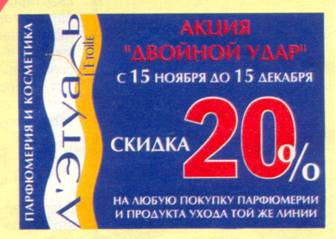 ПАРФЮМЕРИЯ И КОСМЕТИКА
Л'ЭТУАЛЬ
L'ETOILE
АКЦИЯ
"ДВОЙНОЙ УДАР"
С 15 НОЯБРЯ ДО 15 ДЕКАБРЯ
СКИДКА 20%
НА ЛЮБУЮ ПОКУПКУ ПАРФЮМЕРИИ
И ПРОДУКТА УХОДА ТОЙ ЖЕ ЛИНИИ